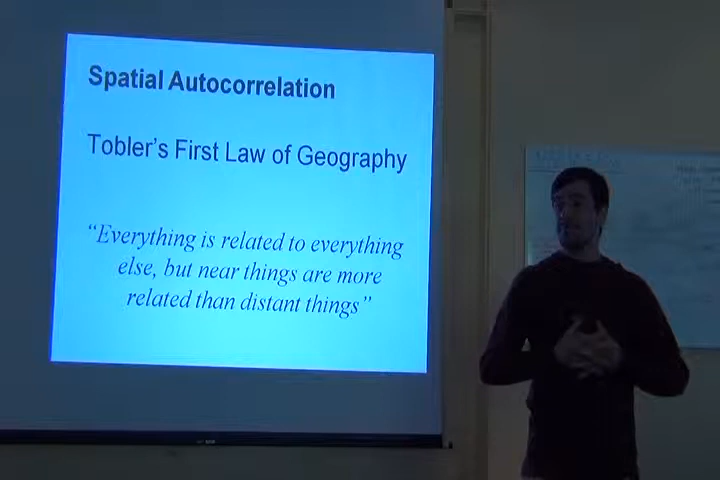 Spatial Autocorrelation
Tobler's First Law of Geography
“Everything is related to everything
else, but near things are more
related than distant things”